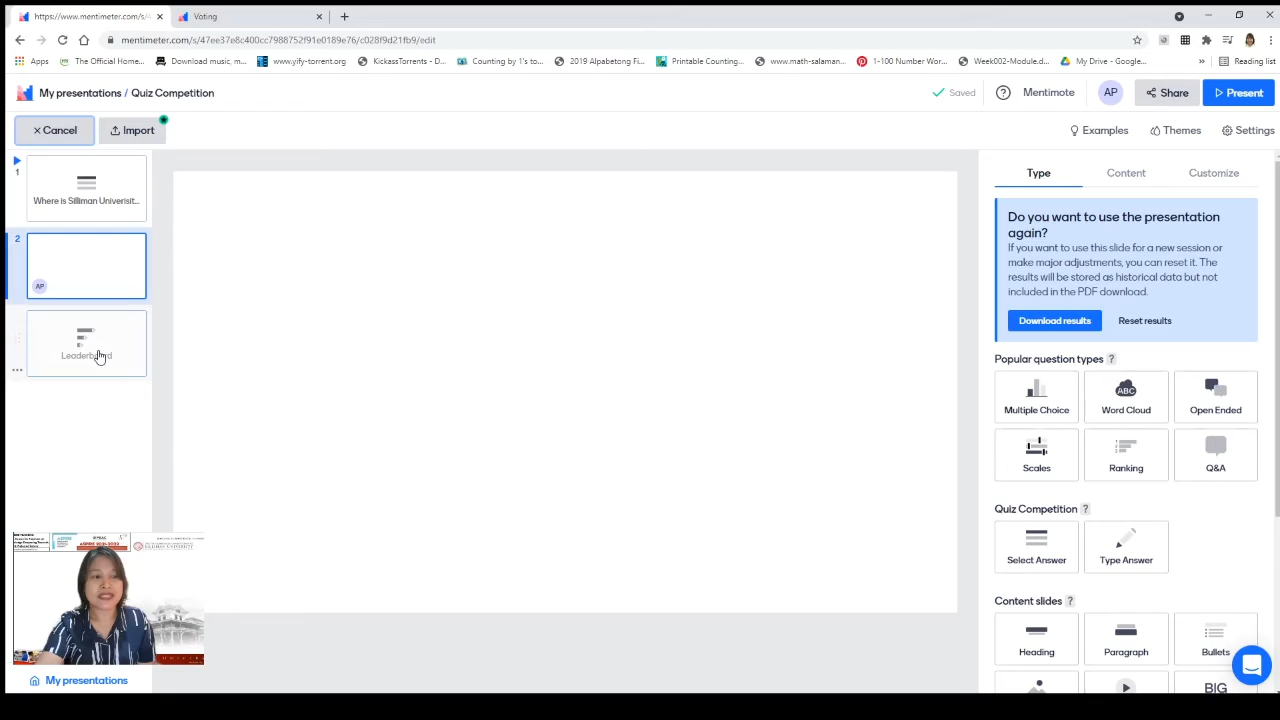 https://www.mentimeter.com/s/4
Voting
mentimeter.com/s/47ee37e8c400cc7988752f91e0189e76/c028f9d21fb9/edit
Apps
The Official Home...
Download music, m...
www.yify-torrent.org
KickassTorrents - D...
Counting by 1's to...
2019 Alpabetong Fi...
Printable Counting...
www.math-salaman...
1-100 Number Wor...
Week002-Module.d...
My Drive - Google...
»
Reading list
My presentations / Quiz Competition
Saved
Mentimote
AP
Share
Present
Cancel
Import
Examples
Themes
Settings
1
Where is Silliman Univerisit...
2
AP
Leaderboard
Type
Content
Customize
Do you want to use the presentation
again?
If you want to use this slide for a new session or
make major adjustments, you can reset it. The
results will be stored as historical data but not
included in the PDF download.
Download results
Reset results
Popular question types ?
Multiple Choice
ABC
Word Cloud
Open Ended
Scales
Ranking
Q&A
Quiz Competition ?
Select Answer
Type Answer
Content slides ?
Heading
Paragraph
Bullets
BIG
My presentations